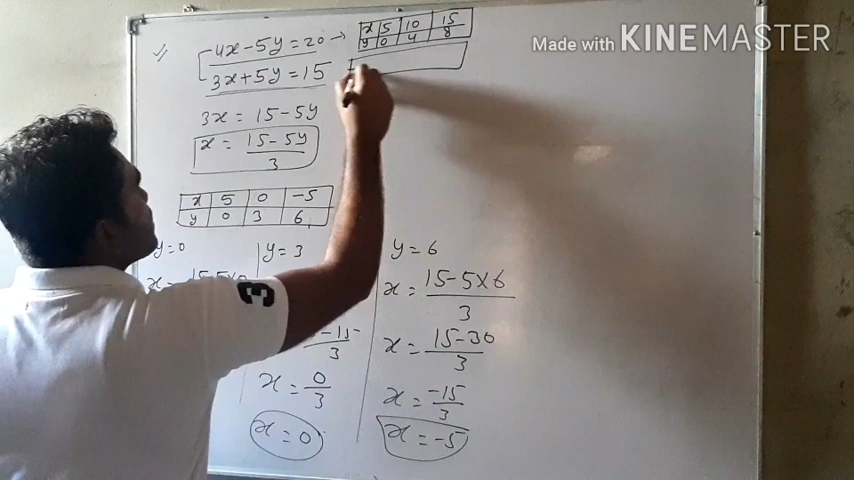 4x-5y=20→
x 5 10 15
y 0 4 8
3x+5y=15
3x = 15-5y
x = 15-5y / 3
x 5 0 -5
y 0 3 6
y=0
y=3
y=6
x = 15-5×6 / 3
x = 15-30 / 3
x = 0/3
x = -15/3
x=0
x=-5
3
Made with KINEMASTER